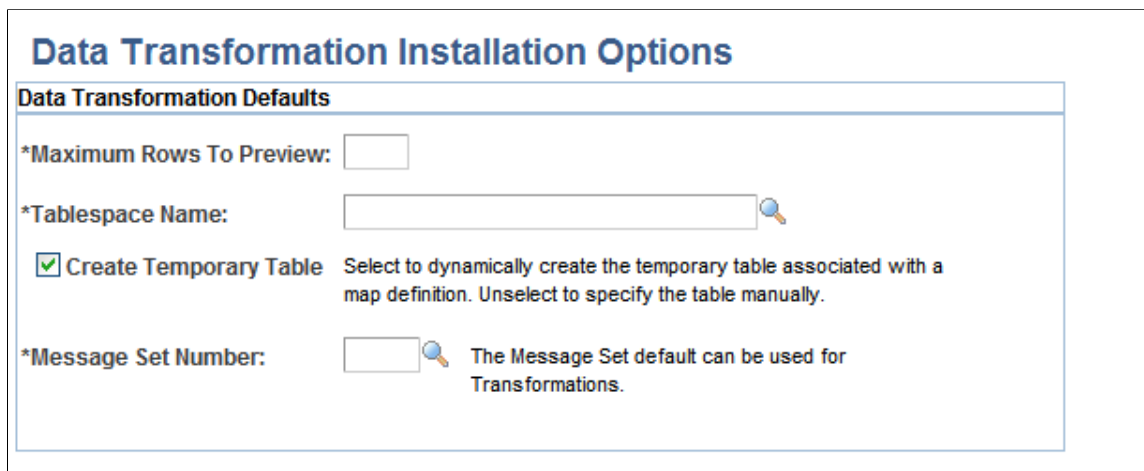 Data Transformation Installation Options
Data Transformation Defaults
*Maximum Rows To Preview:
*Tablespace Name:
Create Temporary Table Select to dynamically create the temporary table associated with a
map definition. Unselect to specify the table manually.
*Message Set Number: The Message Set default can be used for
Transformations.